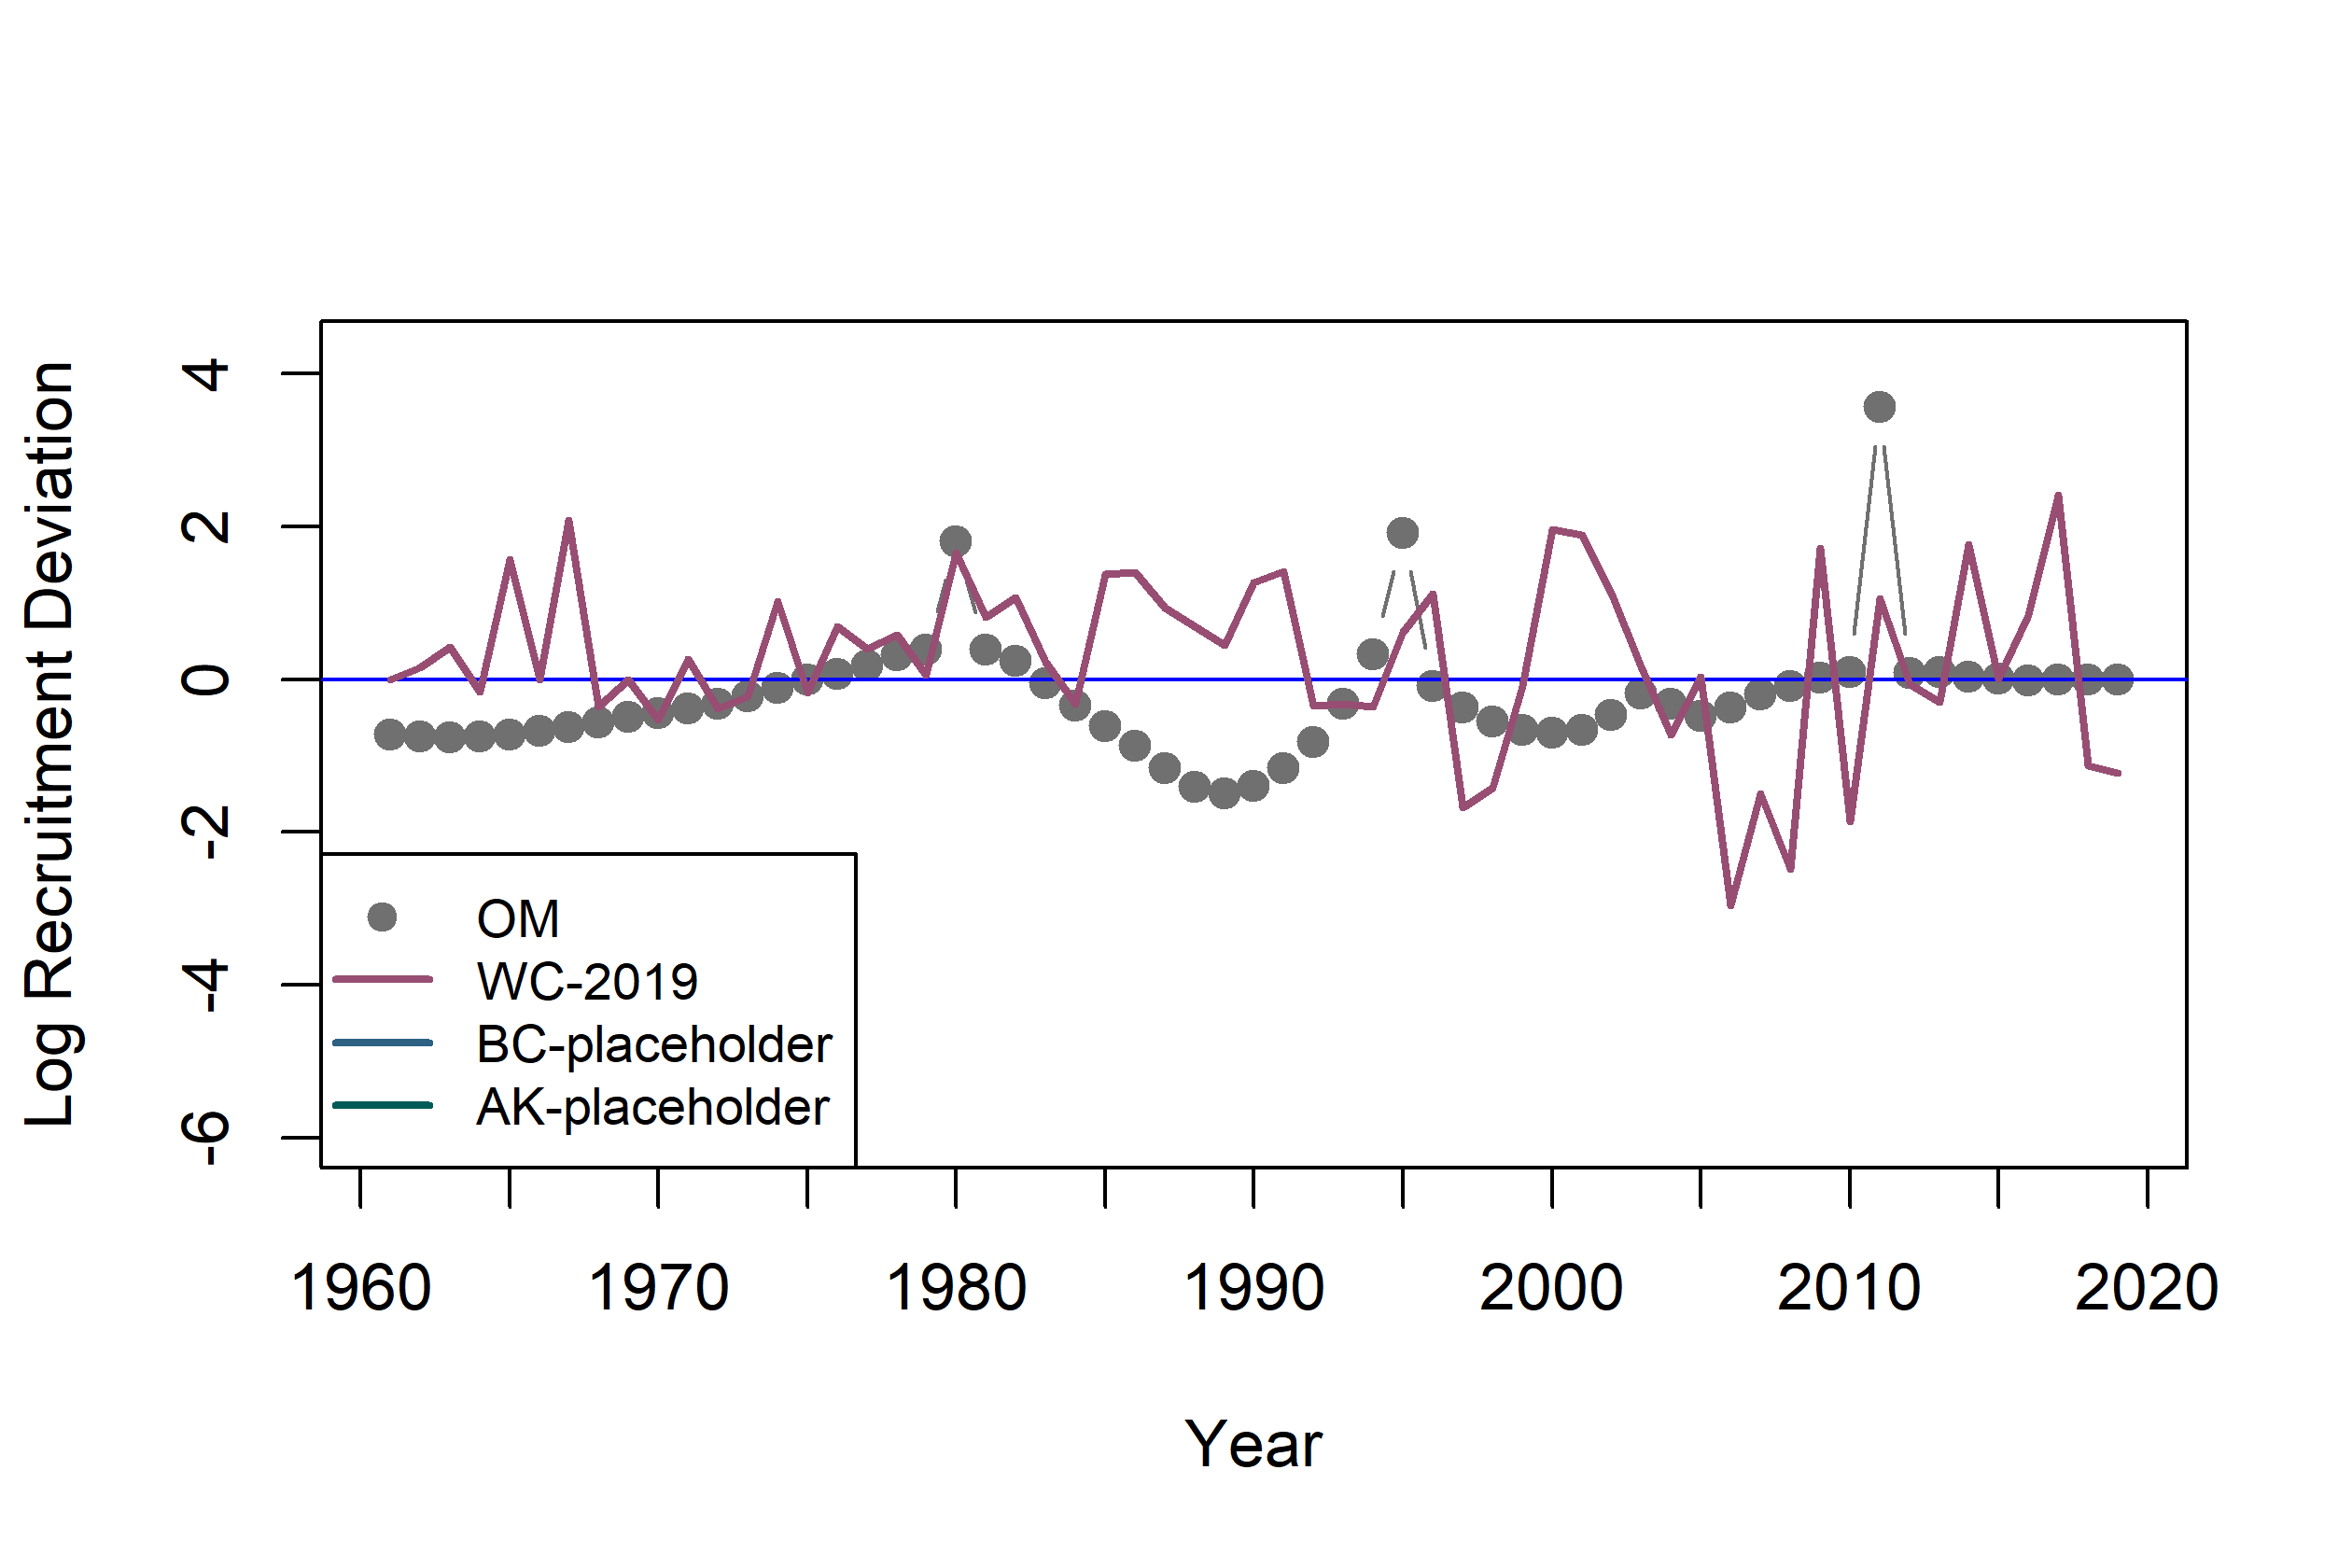 Log Recruitment Deviation
4
2
0
-2
-4
-6
OM
WC-2019
BC-placeholder
AK-placeholder
1960 1970 1980 1990 2000 2010 2020
Year